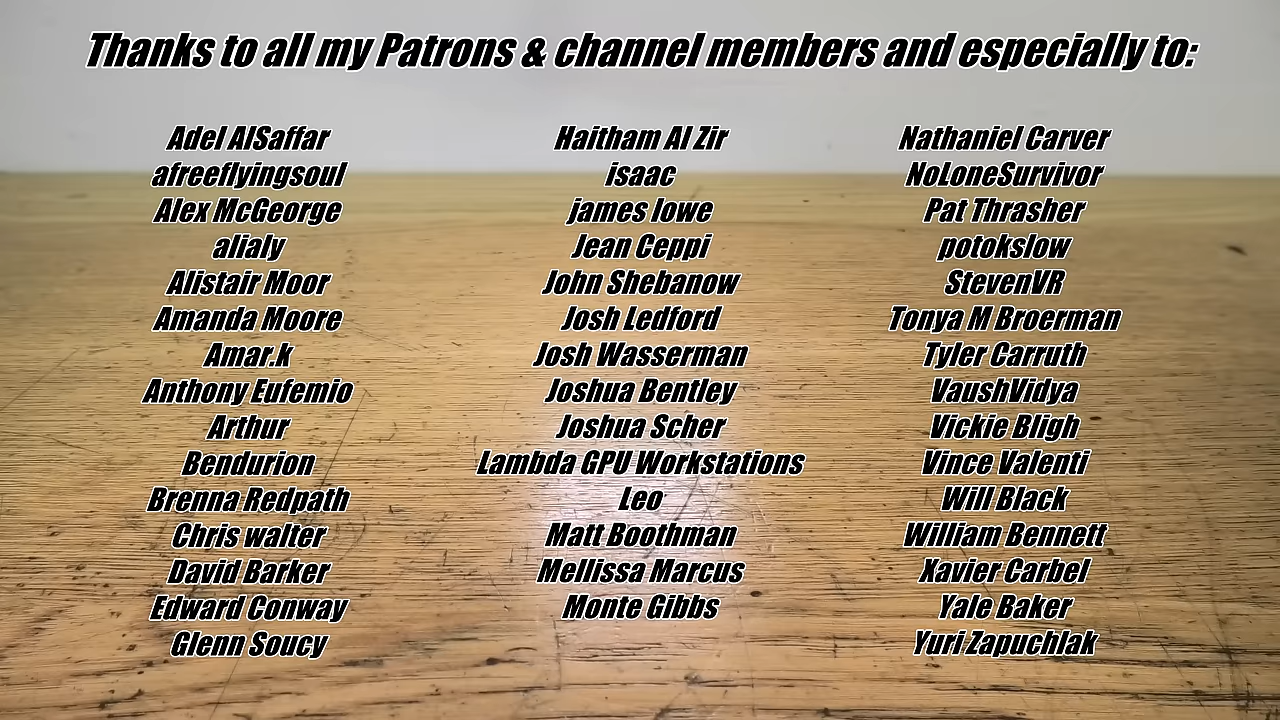 Thanks to all my Patrons & channel members and especially to:
Adel AlSaffar
afreeflyingsoul
Alex McGeorge
alialy
Alistair Moor
Amanda Moore
Amar.k
Anthony Eufemio
Arthur
Bendurion
Brenna Redpath
Chris walter
David Barker
Edward Conway
Glenn Soucy
Haitham Al Zir
isaac
james lowe
Jean Ceppi
John Shebanow
Josh Ledford
Josh Wasserman
Joshua Bentley
Joshua Scher
Lambda GPU Workstations
Leo
Matt Boothman
Mellissa Marcus
Monte Gibbs
Nathaniel Carver
NoLoneSurvivor
Pat Thrasher
potokslow
StevenVR
Tonya M Broerman
Tyler Carruth
VaushVidya
Vickie Bligh
Vince Valenti
Will Black
William Bennett
Xavier Carbel
Yale Baker
Yuri Zapuchlak